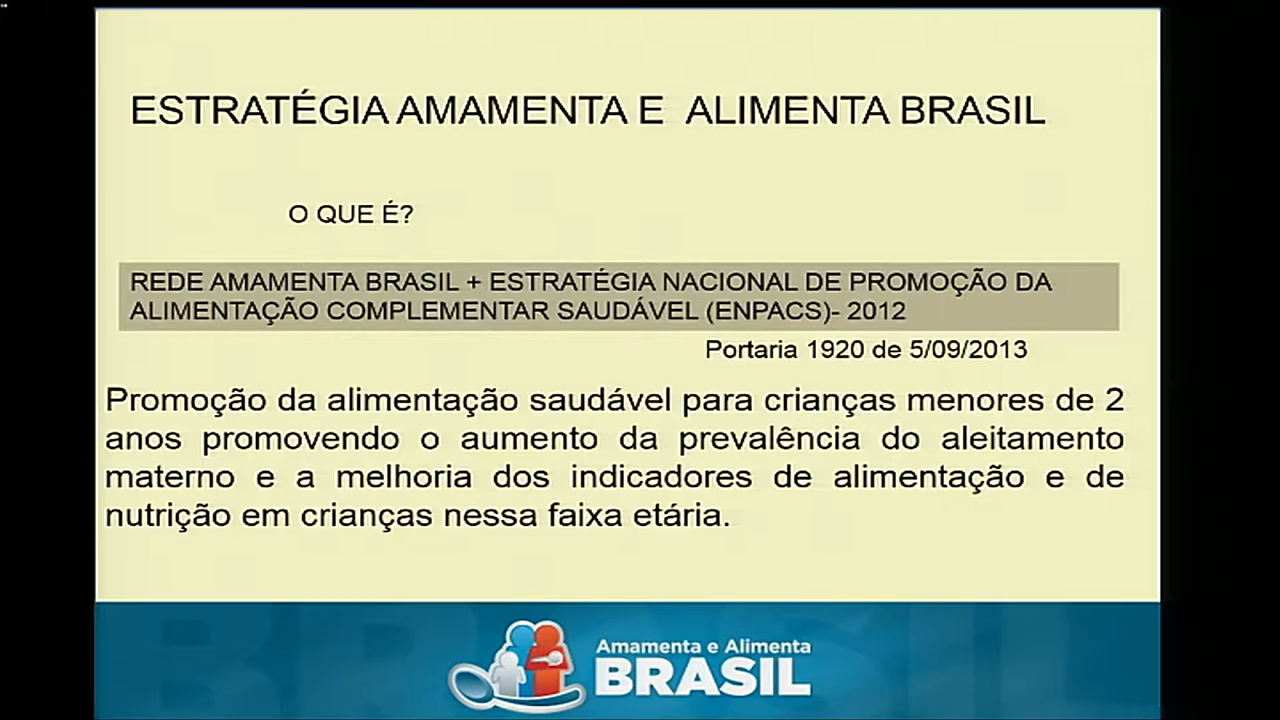 ESTRATÉGIA AMAMENTA E ALIMENTA BRASIL
O QUE É?
REDE AMAMENTA BRASIL + ESTRATÉGIA NACIONAL DE PROMOÇÃO DA
ALIMENTAÇÃO COMPLEMENTAR SAUDÁVEL (ENPACS)- 2012
Portaria 1920 de 5/09/2013
Promoção da alimentação saudável para crianças menores de 2
anos promovendo o aumento da prevalência do aleitamento
materno e a melhoria dos indicadores de alimentação e de
nutrição em crianças nessa faixa etária.
BRASIL
Amamenta e Alimenta
BRASIL